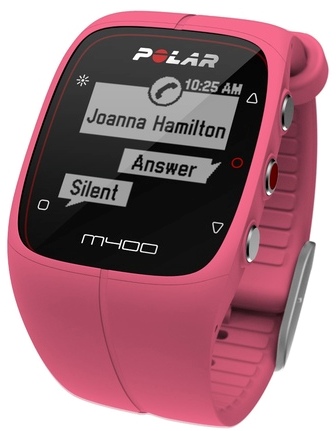 POLAR
10:25 AM
Joanna Hamilton
Answer
Silent
M400